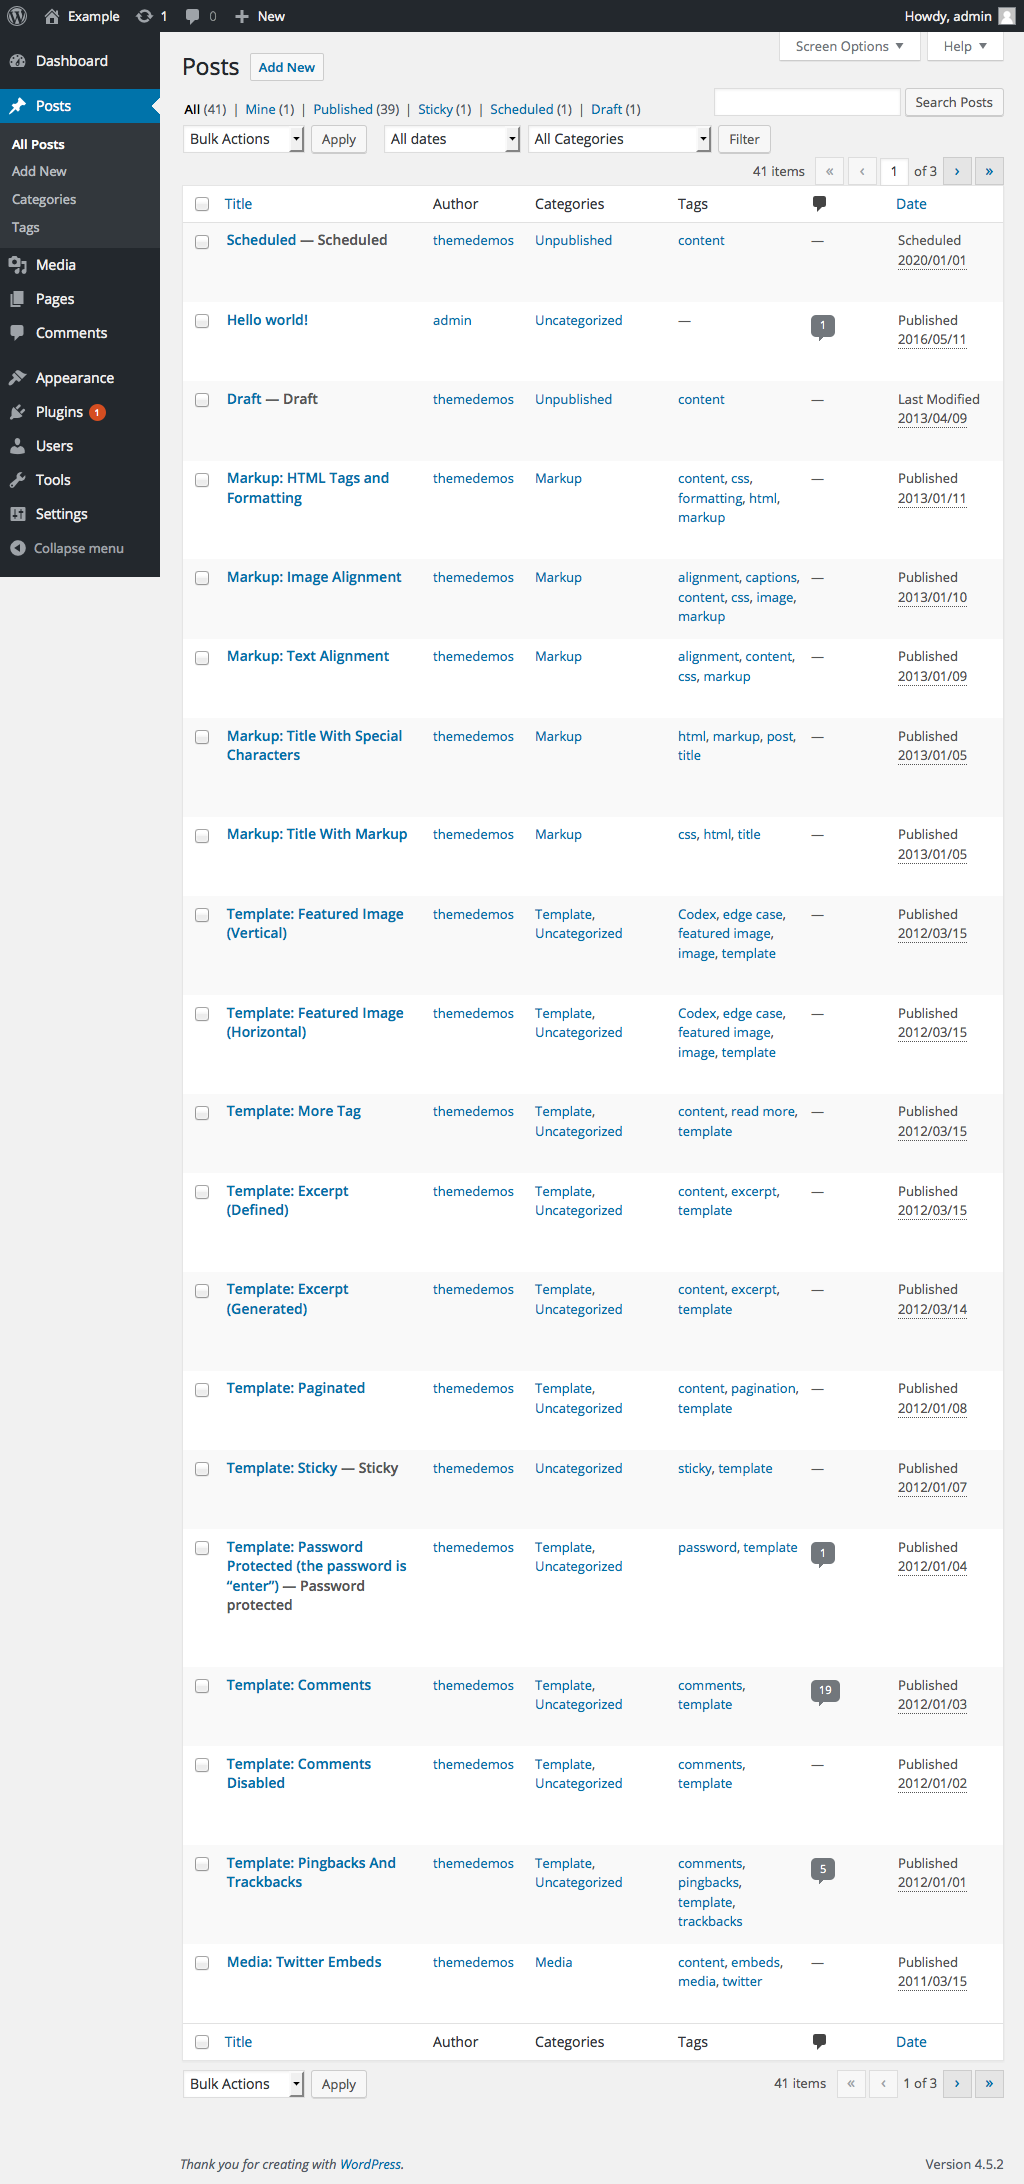 Example 1 0 New Howdy, admin
Screen Options Help
Dashboard
Posts
All Posts
Add New
Categories
Tags
Media
Pages
Comments
Appearance
Plugins 1
Users
Tools
Settings
Collapse menu
Posts Add New
All (41) | Mine (1) | Published (39) | Sticky (1) | Scheduled (1) | Draft (1)
Search Posts
Bulk Actions Apply All dates All Categories Filter
41 items « ‹ 1 of 3 › »
Title Author Categories Tags Date
Scheduled — Scheduled themedemos Unpublished content — Scheduled
2020/01/01
Hello world! admin Uncategorized — 1 Published
2016/05/11
Draft — Draft themedemos Unpublished content — Last Modified
2013/04/09
Markup: HTML Tags and themedemos Markup content, css, — Published
Formatting formatting, html, 2013/01/11
markup
Markup: Image Alignment themedemos Markup alignment, captions, — Published
content, css, image, 2013/01/10
markup
Markup: Text Alignment themedemos Markup alignment, content, — Published
css, markup 2013/01/09
Markup: Title With Special themedemos Markup html, markup, post, — Published
Characters title 2013/01/05
Markup: Title With Markup themedemos Markup css, html, title — Published
2013/01/05
Template: Featured Image themedemos Template, Codex, edge case, — Published
(Vertical) Uncategorized featured image, 2012/03/15
image, template
Template: Featured Image themedemos Template, Codex, edge case, — Published
(Horizontal) Uncategorized featured image, 2012/03/15
image, template
Template: More Tag themedemos Template, content, read more, — Published
Uncategorized template 2012/03/15
Template: Excerpt themedemos Template, content, excerpt, — Published
(Defined) Uncategorized template 2012/03/15
Template: Excerpt themedemos Template, content, excerpt, — Published
(Generated) Uncategorized template 2012/03/14
Template: Paginated themedemos Template, content, pagination, — Published
Uncategorized template 2012/01/08
Template: Sticky — Sticky themedemos Uncategorized sticky, template — Published
2012/01/07
Template: Password themedemos Template, password, template 1 Published
Protected (the password is Uncategorized 2012/01/04
“enter”) — Password
protected
Template: Comments themedemos Template, comments, 19 Published
Uncategorized template 2012/01/03
Template: Comments themedemos Template, comments, — Published
Disabled Uncategorized template 2012/01/02
Template: Pingbacks And themedemos Template, comments, 5 Published
Trackbacks Uncategorized pingbacks, 2012/01/01
template,
trackbacks
Media: Twitter Embeds themedemos Media content, embeds, — Published
media, twitter 2011/03/15
Title Author Categories Tags Date
Bulk Actions Apply 41 items « ‹ 1 of 3 › »
Thank you for creating with WordPress. Version 4.5.2